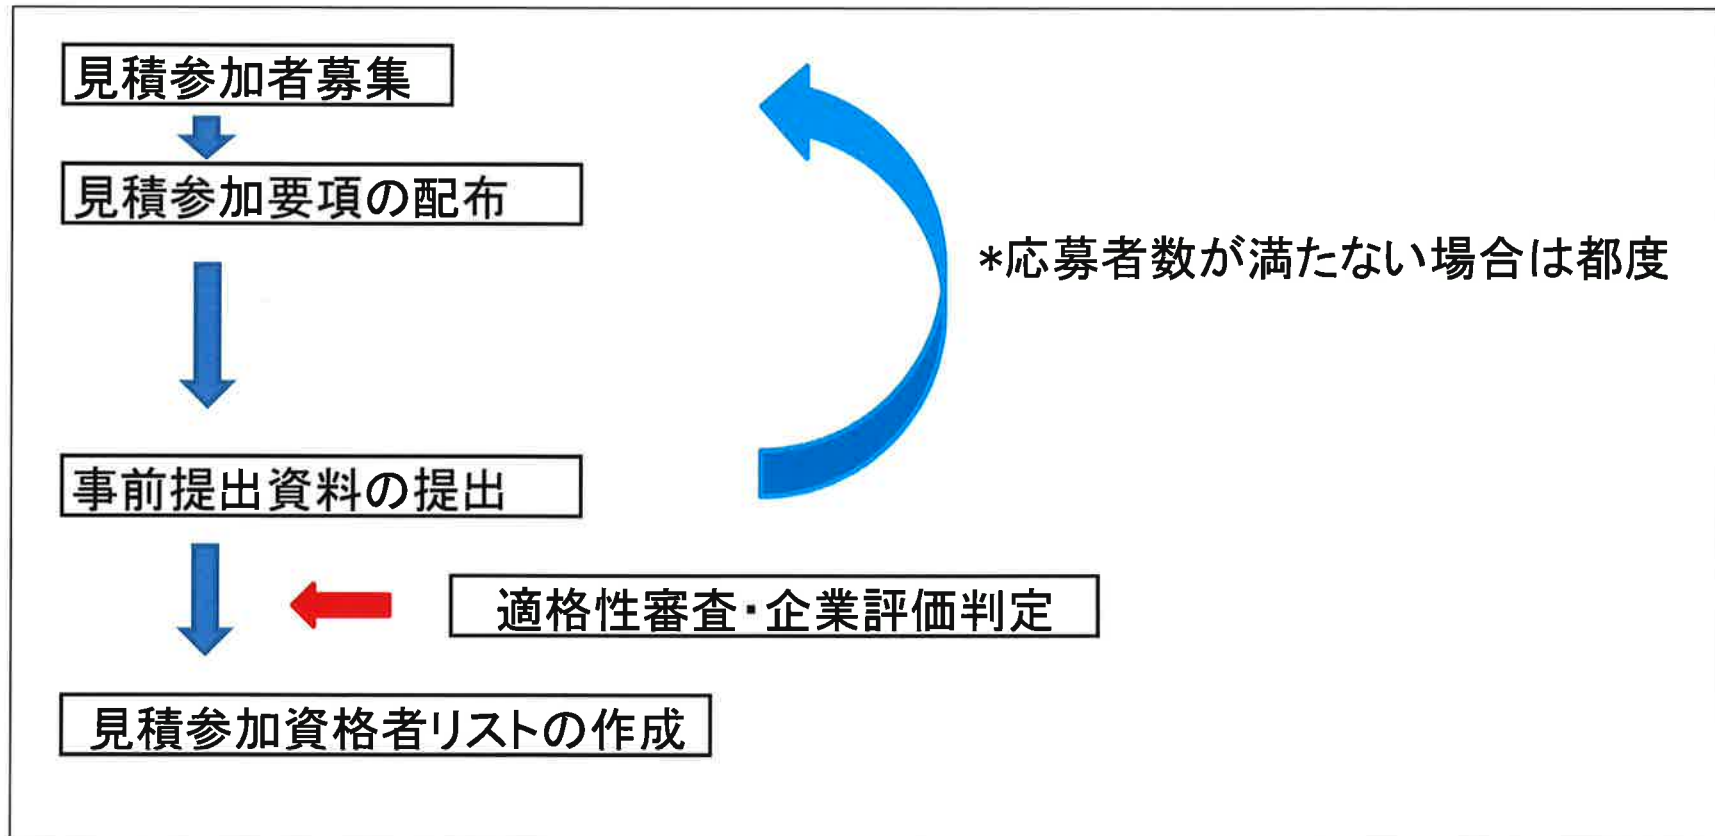 見積参加者募集
見積参加要項の配布
*応募者数が満たない場合は都度
事前提出資料の提出
適格性審査・企業評価判定
見積参加資格者リストの作成